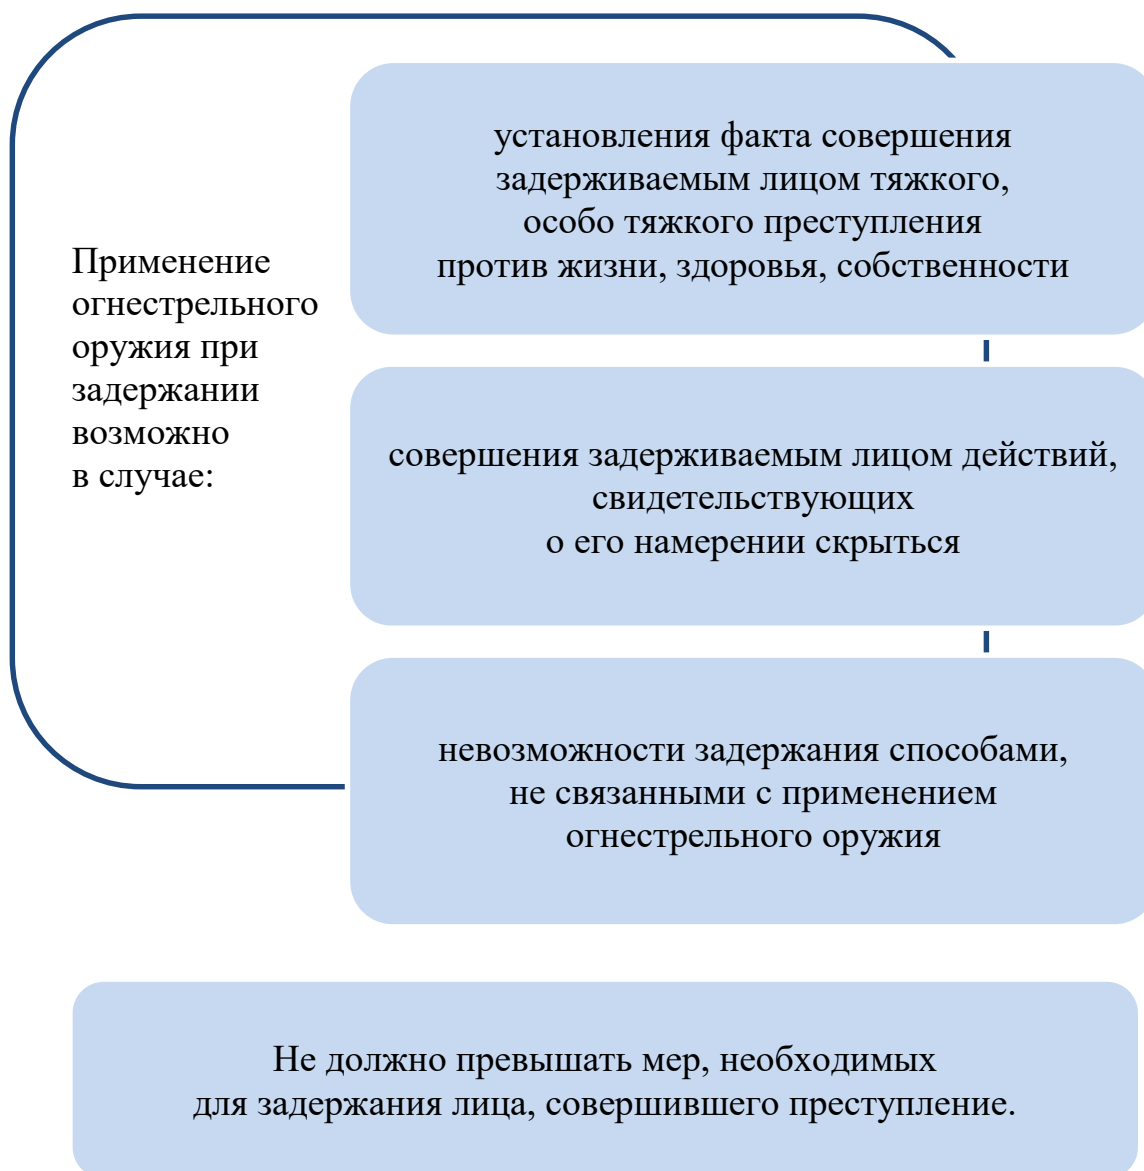 Применение
огнестрельного
оружия при
задержании
возможно
в случае:
установления факта совершения
задерживаемым лицом тяжкого,
особо тяжкого преступления
против жизни, здоровья, собственности
совершения задерживаемым лицом действий,
свидетельствующих
о его намерении скрыться
невозможности задержания способами,
не связанными с применением
огнестрельного оружия
Не должно превышать мер, необходимых
для задержания лица, совершившего преступление.